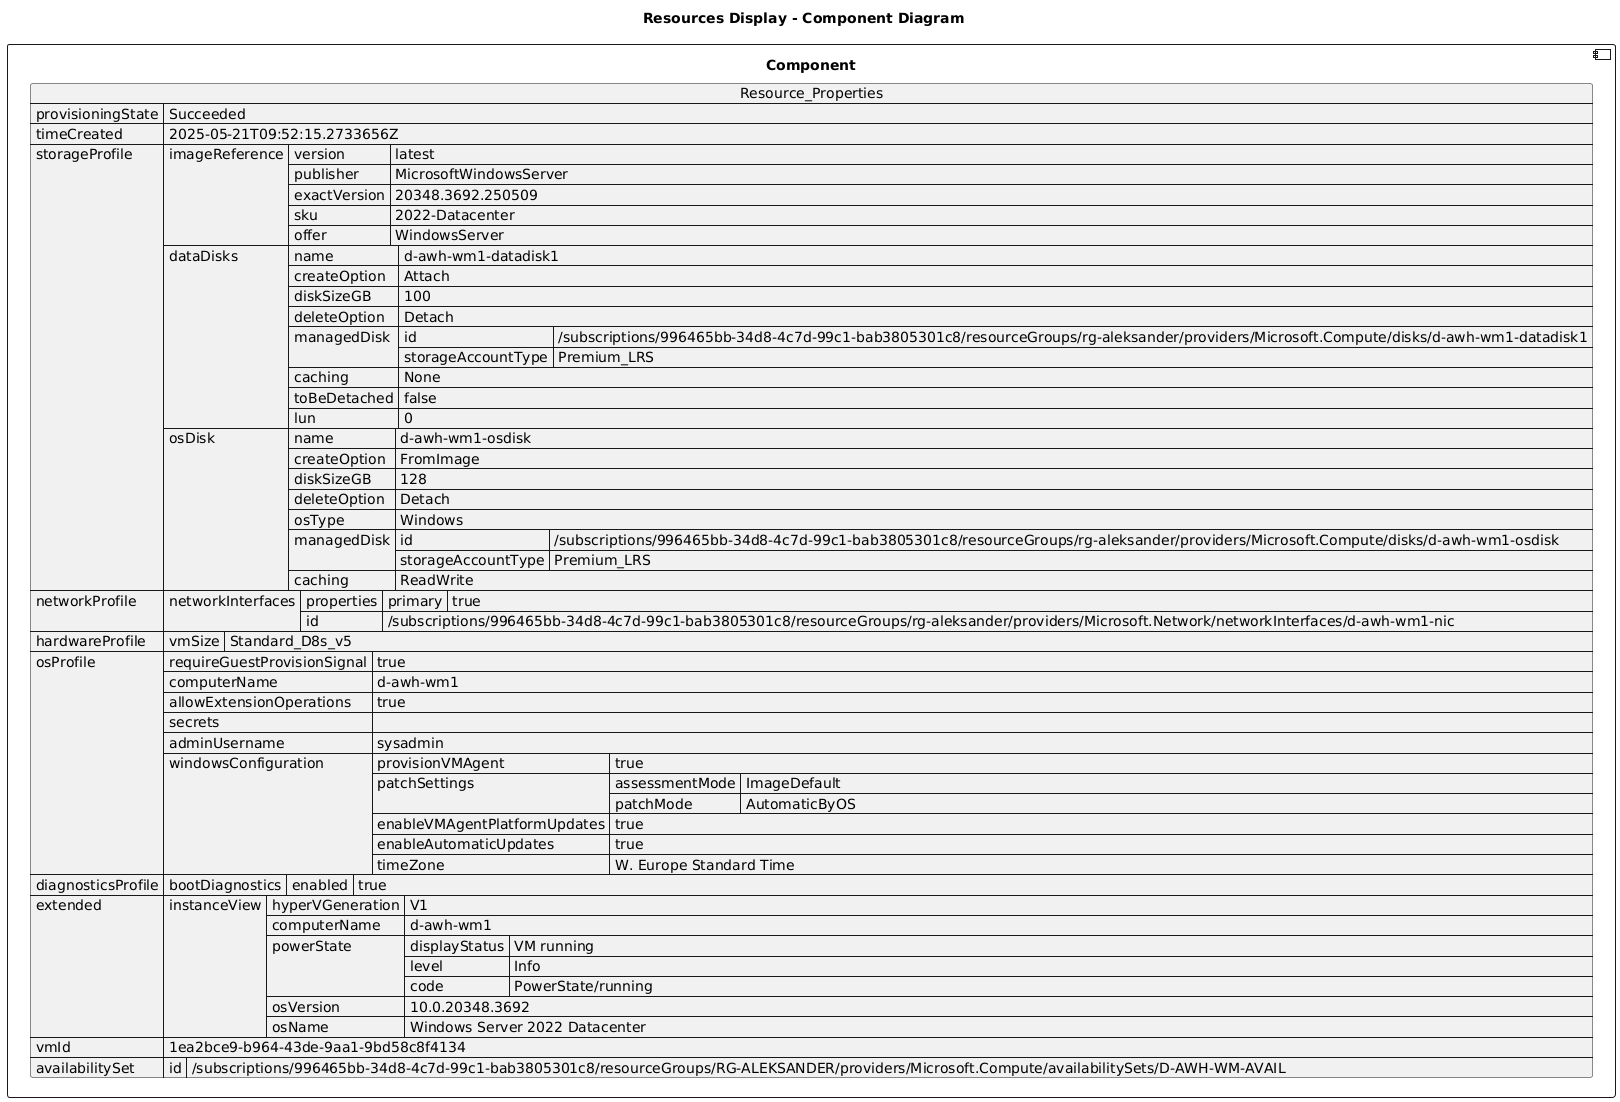 Resources Display - Component Diagram
Component
Resource_Properties
provisioningState Succeeded
timeCreated 2025-05-21T09:52:15.2733656Z
storageProfile imageReference version latest
publisher MicrosoftWindowsServer
exactVersion 20348.3692.250509
sku 2022-Datacenter
offer WindowsServer
dataDisks name d-awh-wm1-datadisk1
createOption Attach
diskSizeGB 100
deleteOption Detach
managedDisk id /subscriptions/996465bb-34d8-4c7d-99c1-bab3805301c8/resourceGroups/rg-aleksander/providers/Microsoft.Compute/disks/d-awh-wm1-datadisk1
storageAccountType Premium_LRS
caching None
toBeDetached false
lun 0
osDisk name d-awh-wm1-osdisk
createOption FromImage
diskSizeGB 128
deleteOption Detach
osType Windows
managedDisk id /subscriptions/996465bb-34d8-4c7d-99c1-bab3805301c8/resourceGroups/rg-aleksander/providers/Microsoft.Compute/disks/d-awh-wm1-osdisk
storageAccountType Premium_LRS
caching ReadWrite
networkProfile networkInterfaces properties primary true
id /subscriptions/996465bb-34d8-4c7d-99c1-bab3805301c8/resourceGroups/rg-aleksander/providers/Microsoft.Network/networkInterfaces/d-awh-wm1-nic
hardwareProfile vmSize Standard_D8s_v5
osProfile requireGuestProvisionSignal true
computerName d-awh-wm1
allowExtensionOperations true
secrets
adminUsername sysadmin
windowsConfiguration provisionVMAgent true
patchSettings assessmentMode ImageDefault
patchMode AutomaticByOS
enableVMAgentPlatformUpdates true
enableAutomaticUpdates true
timeZone W. Europe Standard Time
diagnosticsProfile bootDiagnostics enabled true
extended instanceView hyperVGeneration V1
computerName d-awh-wm1
powerState displayStatus VM running
level Info
code PowerState/running
osVersion 10.0.20348.3692
osName Windows Server 2022 Datacenter
vmId 1ea2bce9-b964-43de-9aa1-9bd58c8f4134
availabilitySet id /subscriptions/996465bb-34d8-4c7d-99c1-bab3805301c8/resourceGroups/RG-ALEKSANDER/providers/Microsoft.Compute/availabilitySets/D-AWH-WM-AVAIL